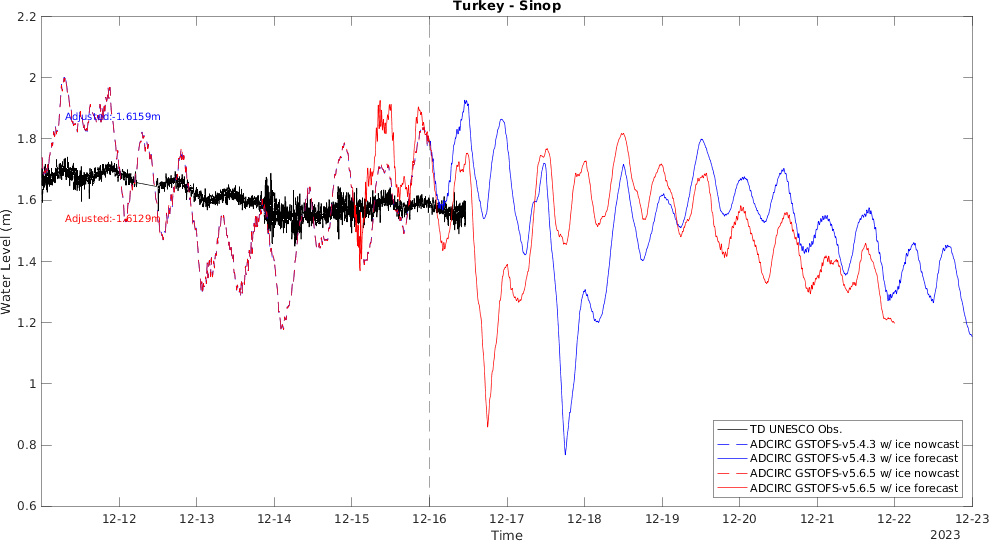 Turkey - Sinop
2.2
2
1.8
1.6
1.4
1.2
1
0.8
0.6
Water Level (m)
Adjusted:-1.6159m
Adjusted:-1.6129m
TD UNESCO Obs.
ADCIRC GSTOFS-v5.4.3 w/ ice nowcast
ADCIRC GSTOFS-v5.4.3 w/ ice forecast
ADCIRC GSTOFS-v5.6.5 w/ ice nowcast
ADCIRC GSTOFS-v5.6.5 w/ ice forecast
12-12 12-13 12-14 12-15 12-16 12-17 12-18 12-19 12-20 12-21 12-22 12-23
Time
2023